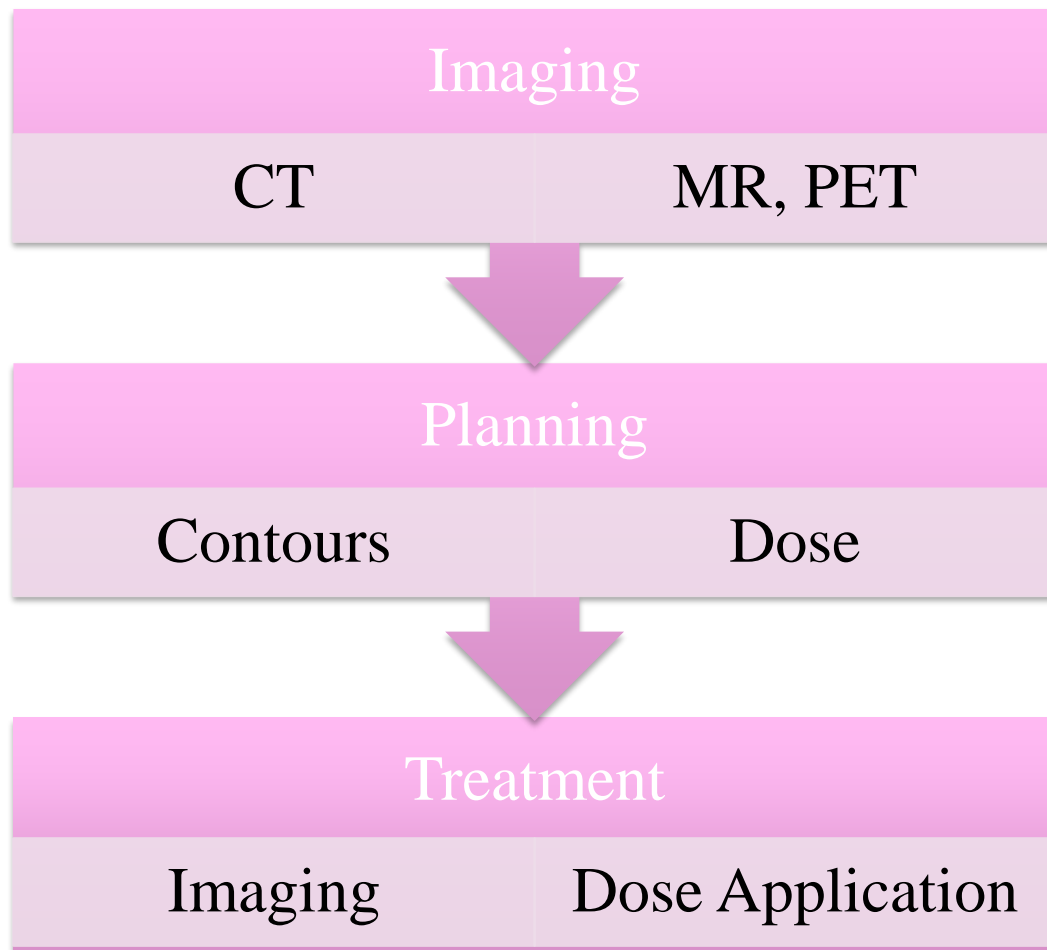 Imaging
CT MR, PET
Planning
Contours Dose
Treatment
Imaging Dose Application